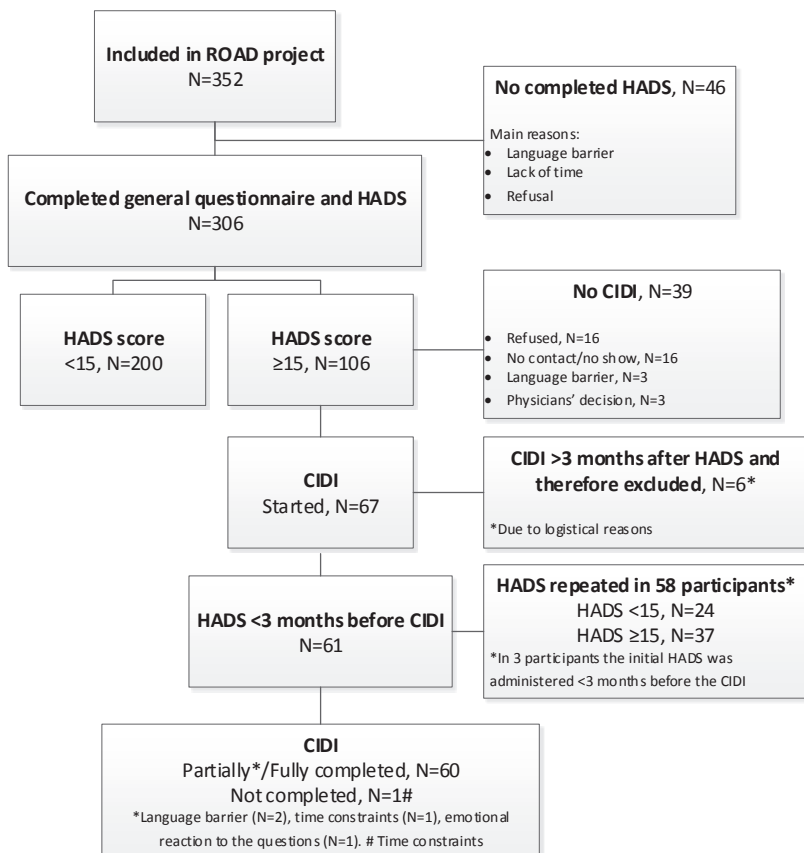 Included in ROAD project
N=352
No completed HADS, N=46
Main reasons:
• Language barrier
• Lack of time
• Refusal
Completed general questionnaire and HADS
N=306
HADS score
<15, N=200
HADS score
≥15, N=106
No CIDI, N=39
• Refused, N=16
• No contact/no show, N=16
• Language barrier, N=3
• Physicians’ decision, N=3
CIDI
Started, N=67
CIDI >3 months after HADS and
therefore excluded, N=6*
*Due to logistical reasons
HADS <3 months before CIDI
N=61
HADS repeated in 58 participants*
HADS <15, N=24
HADS ≥15, N=37
*In 3 participants the initial HADS was
administered <3 months before the CIDI
CIDI
Partially*/Fully completed, N=60
Not completed, N=1#
*Language barrier (N=2), time constraints (N=1), emotional
reaction to the questions (N=1). # Time constraints